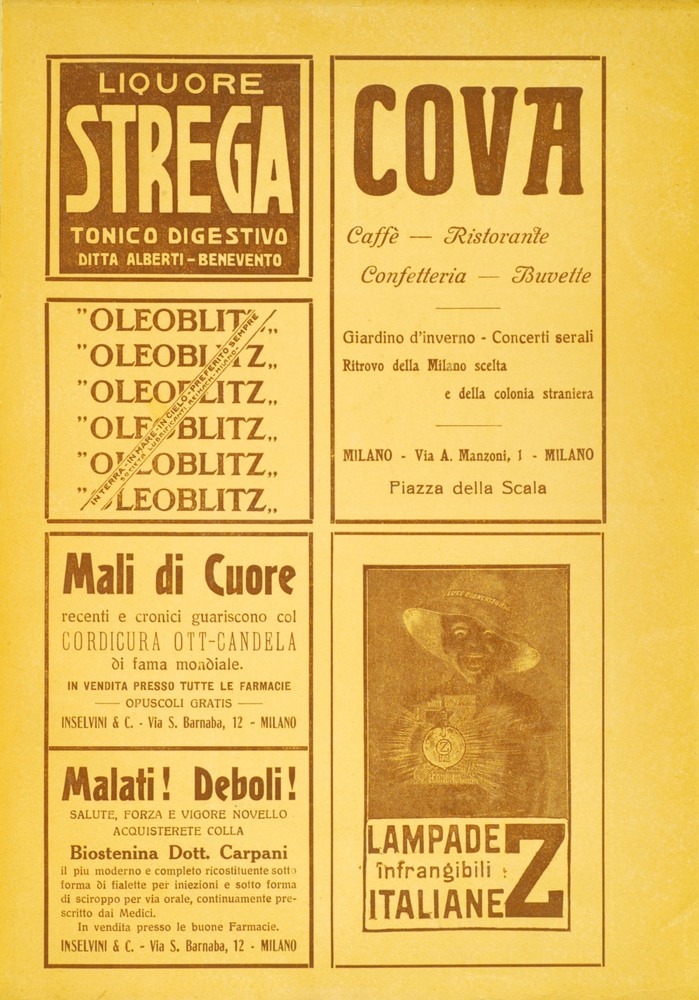 LIQUORE
STREGA
TONICO DIGESTIVO
DITTA ALBERTI - BENEVENTO
"OLEOBLITZ„
"OLEOBLITZ„
"OLEOBLITZ„
"OLEOBLITZ„
"OLEOBLITZ„
"OLEOBLITZ„
IN TERRA - IN MARE - IN CIELO - PREFERITO SEMPRE
SOCIETÀ LUBRIFICANTI REINACH - MILANO
Mali di Cuore
recenti e cronici guariscono col
CORDICURA OTT-CANDELA
di fama mondiale.
IN VENDITA PRESSO TUTTE LE FARMACIE
— OPUSCOLI GRATIS —
INSELVINI & C. - Via S. Barnaba, 12 - MILANO
Malati! Deboli!
SALUTE, FORZA E VIGORE NOVELLO
ACQUISTERETE COLLA
Biostenina Dott. Carpani
il piu moderno e completo ricostituente sotto
forma di fialette per iniezioni e sotto forma
di sciroppo per via orale, continuamente pre-
scritto dai Medici.
In vendita presso le buone Farmacie.
INSELVINI & C. - Via S. Barnaba, 12 - MILANO
COVA
Caffè — Ristorante
Confetteria — Buvette
Giardino d'inverno - Concerti serali
Ritrovo della Milano scelta
e della colonia straniera
MILANO - Via A. Manzoni, 1 - MILANO
Piazza della Scala
Z
LAMPADE Z
infrangibili
ITALIANE